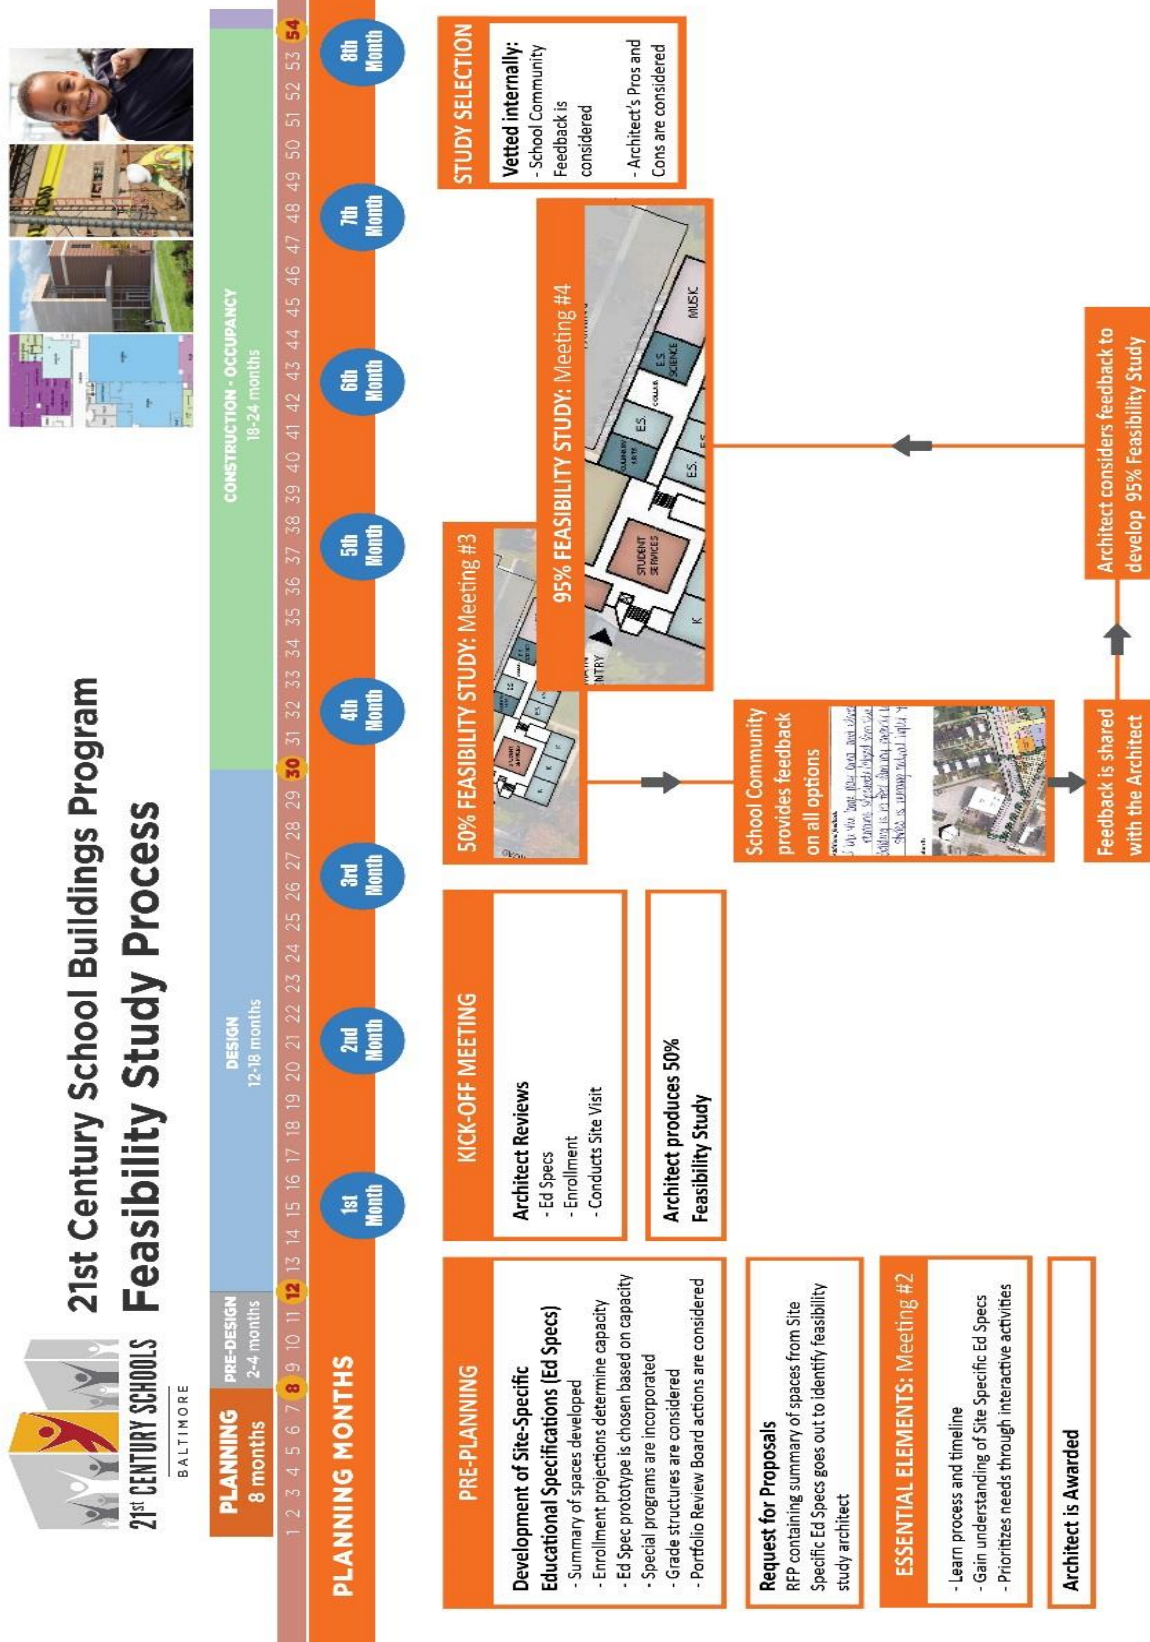 21st CENTURY SCHOOLS
BALTIMORE
21st Century School Buildings Program
Feasibility Study Process
PLANNING
8 months
PRE-DESIGN
2-4 months
DESIGN
12-18 months
CONSTRUCTION - OCCUPANCY
18-24 months
1 2 3 4 5 6 7 8 9 10 11 12 13 14 15 16 17 18 19 20 21 22 23 24 25 26 27 28 29 30 31 32 33 34 35 36 37 38 39 40 41 42 43 44 45 46 47 48 49 50 51 52 53 54
PLANNING MONTHS
1st
Month
2nd
Month
3rd
Month
4th
Month
5th
Month
6th
Month
7th
Month
8th
Month
PRE-PLANNING
Development of Site-Specific
Educational Specifications (Ed Specs)
- Summary of spaces developed
- Enrollment projections determine capacity
- Ed Spec prototype is chosen based on capacity
- Special programs are incorporated
- Grade structures are considered
- Portfolio Review Board actions are considered
Request for Proposals
RFP containing summary of spaces from Site
Specific Ed Specs goes out to identify feasibility
study architect
ESSENTIAL ELEMENTS: Meeting #2
- Learn process and timeline
- Gain understanding of Site Specific Ed Specs
- Prioritizes needs through interactive activities
Architect is Awarded
KICK-OFF MEETING
Architect Reviews
- Ed Specs
- Enrollment
- Conducts Site Visit
Architect produces 50%
Feasibility Study
50% FEASIBILITY STUDY: Meeting #3
STUDENT
SERVICES
E.S.
E.S.
K
K
K
School Community
provides feedback
on all options
Feedback is shared
with the Architect
Architect considers feedback to
develop 95% Feasibility Study
95% FEASIBILITY STUDY: Meeting #4
ENTRY
STUDENT
SERVICES
CULINARY
ARTS
E.S.
COLLAB
E.S.
SCIENCE
MUSIC
K
E.S.
STUDY SELECTION
Vetted internally:
- School Community
Feedback is
considered
- Architect's Pros and
Cons are considered